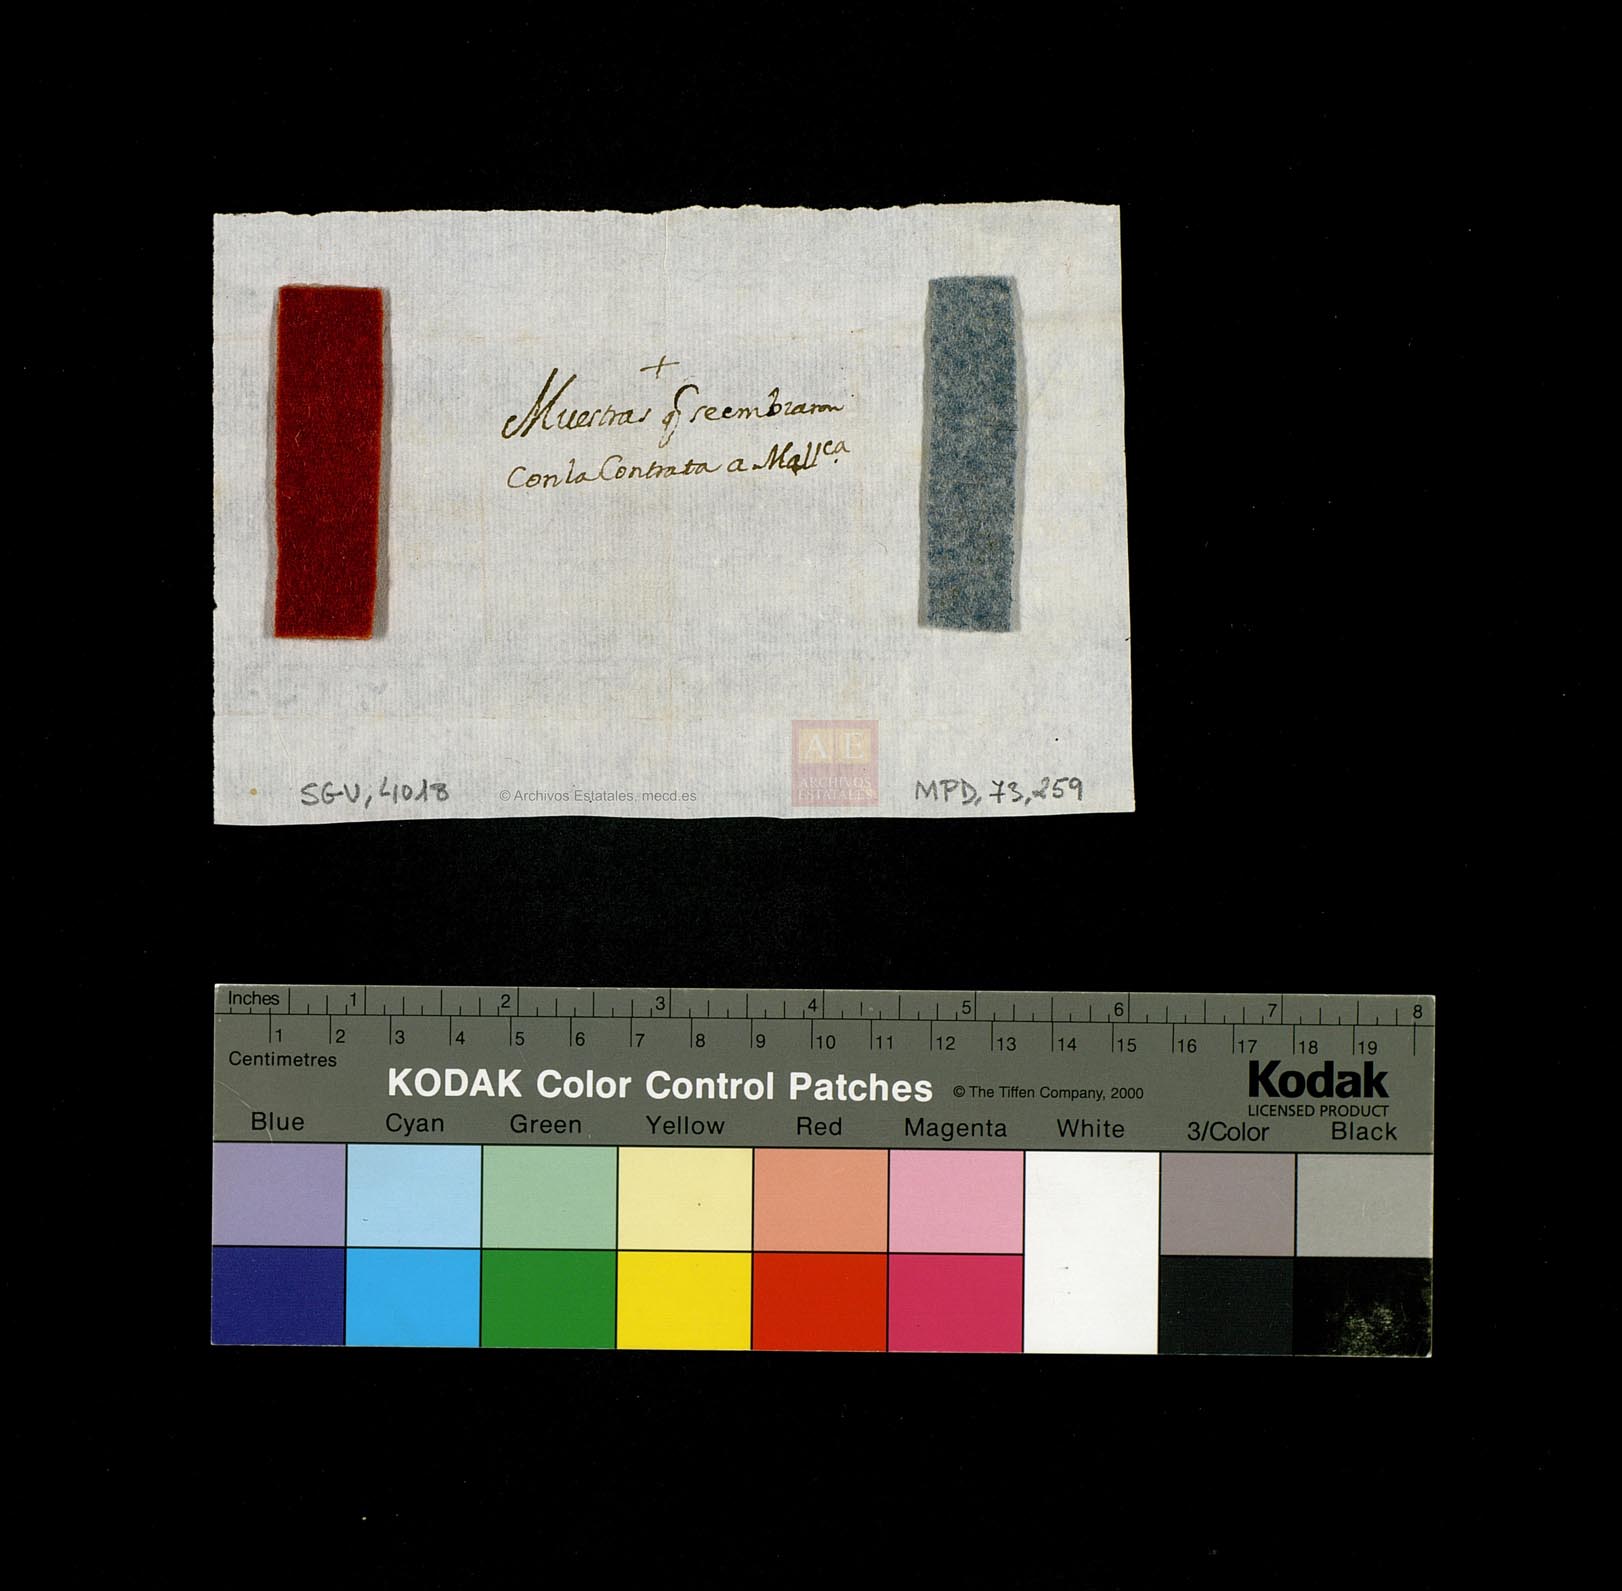 +
Muestras q̃ se embiaron
Con la Contrata a Mallca
SGU, 4018
© Archivos Estatales, mecd.es
AE
ARCHIVOS
ESTATALES
MPD, 73, 259
Inches 1 2 3 4 5 6 7 8
1 2 3 4 5 6 7 8 9 10 11 12 13 14 15 16 17 18 19
Centimetres
KODAK Color Control Patches © The Tiffen Company, 2000
Kodak
LICENSED PRODUCT
Blue Cyan Green Yellow Red Magenta White 3/Color Black